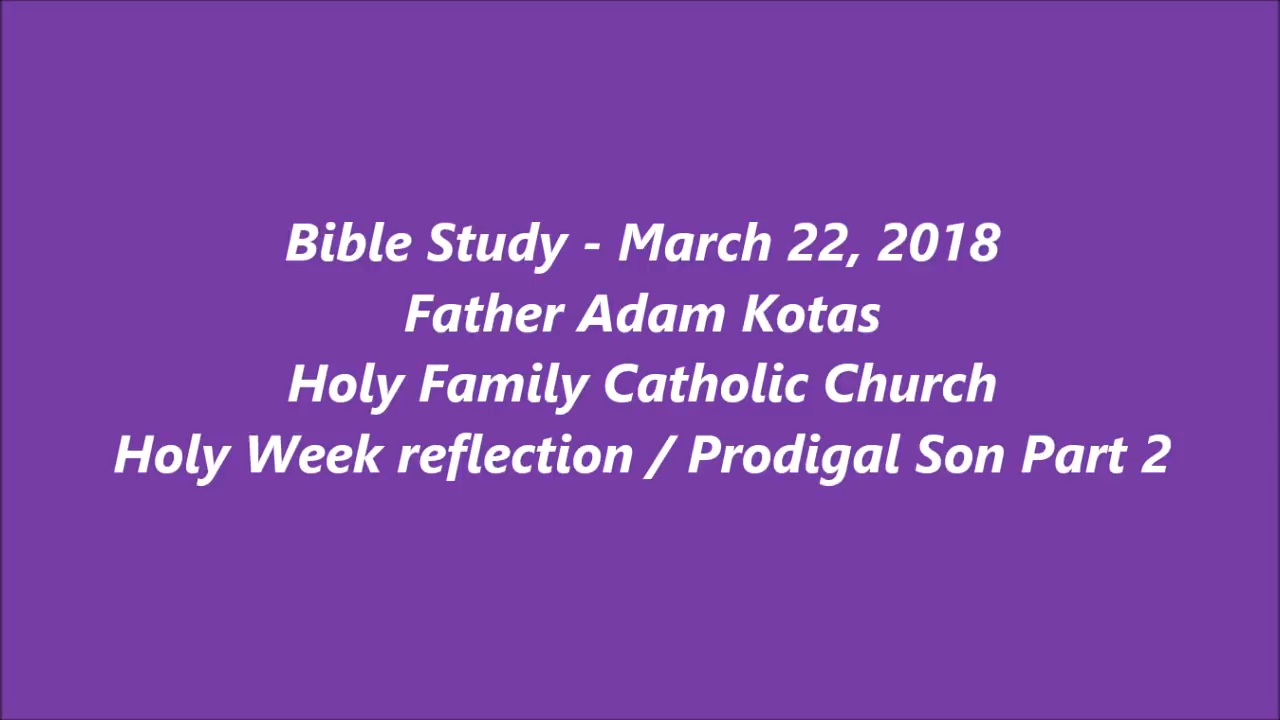 Bible Study - March 22, 2018
Father Adam Kotas
Holy Family Catholic Church
Holy Week reflection / Prodigal Son Part 2